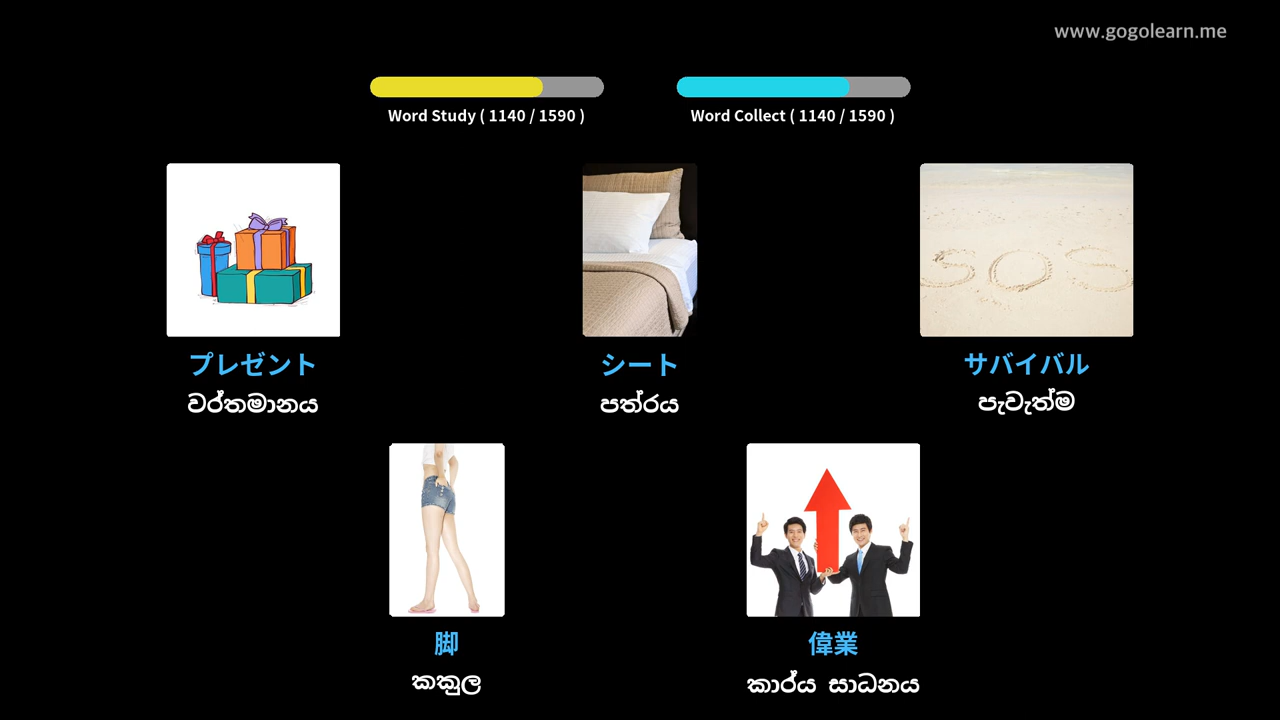 www.gogolearn.me
Word Study ( 1140 / 1590 )
Word Collect ( 1140 / 1590 )
プレゼント
シート
サバイバル
වර්තමානය
පත්රය
පැවැත්ම
SOS
脚
偉業
කකුල
කාර්ය සාධනය